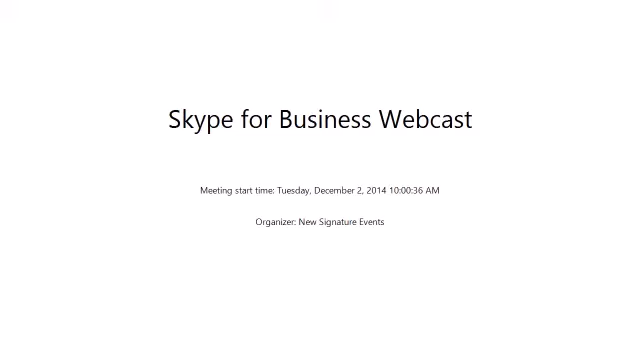 Skype for Business Webcast
Meeting start time: Tuesday, December 2, 2014 10:00:36 AM
Organizer: New Signature Events